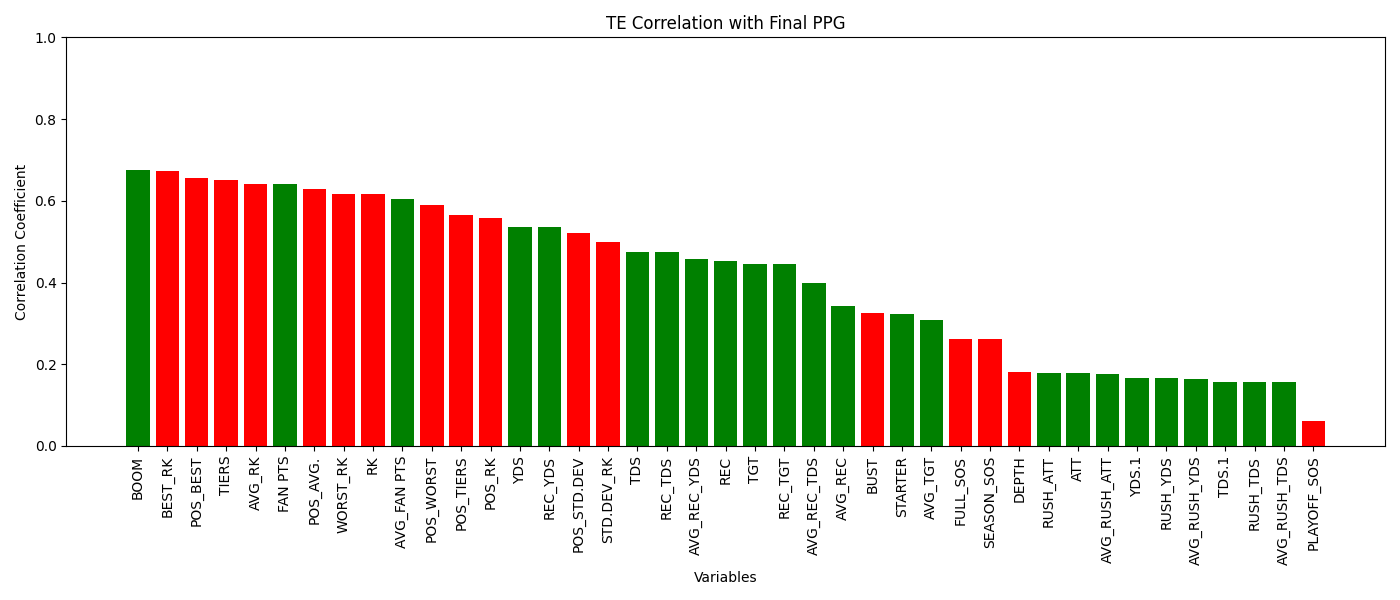 TE Correlation with Final PPG
1.0
0.8
0.6
0.4
0.2
0.0
Correlation Coefficient
BOOM
BEST_RK
POS_BEST
TIERS
AVG_RK
FAN PTS
POS_AVG.
WORST_RK
RK
AVG_FAN PTS
POS_WORST
POS_TIERS
POS_RK
YDS
REC_YDS
POS_STD.DEV
STD.DEV_RK
TDS
REC_TDS
AVG_REC_YDS
REC
TGT
REC_TGT
AVG_REC_TDS
AVG_REC
BUST
STARTER
AVG_TGT
FULL_SOS
SEASON_SOS
DEPTH
RUSH_ATT
ATT
AVG_RUSH_ATT
YDS.1
RUSH_YDS
AVG_RUSH_YDS
TDS.1
RUSH_TDS
AVG_RUSH_TDS
PLAYOFF_SOS
Variables